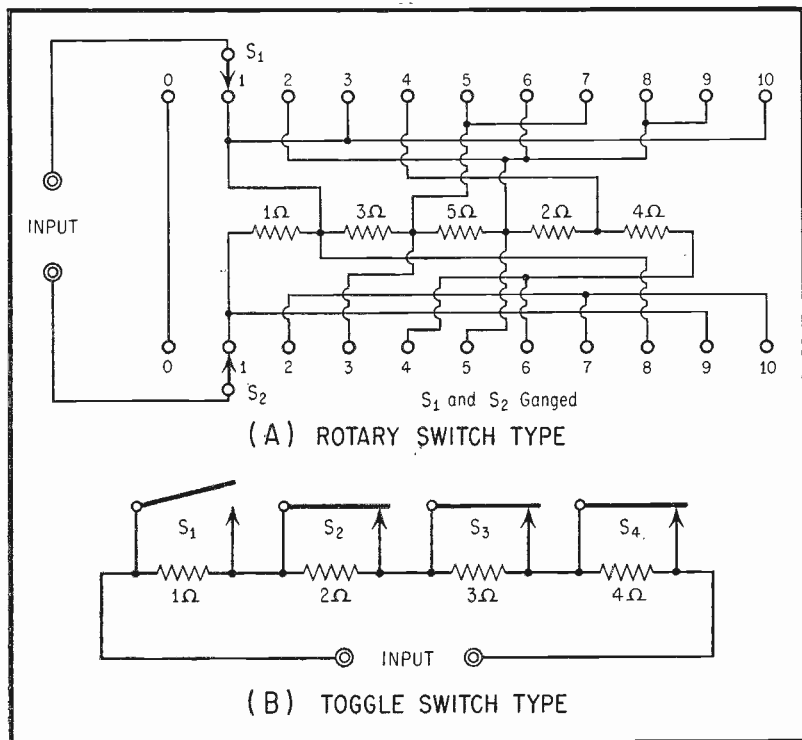 S1
0 1 2 3 4 5 6 7 8 9 10
INPUT
1Ω 3Ω 5Ω 2Ω 4Ω
0 1 2 3 4 5 6 7 8 9 10
S2
S1 and S2 Ganged
(A) ROTARY SWITCH TYPE
S1 S2 S3 S4
1Ω 2Ω 3Ω 4Ω
INPUT
(B) TOGGLE SWITCH TYPE